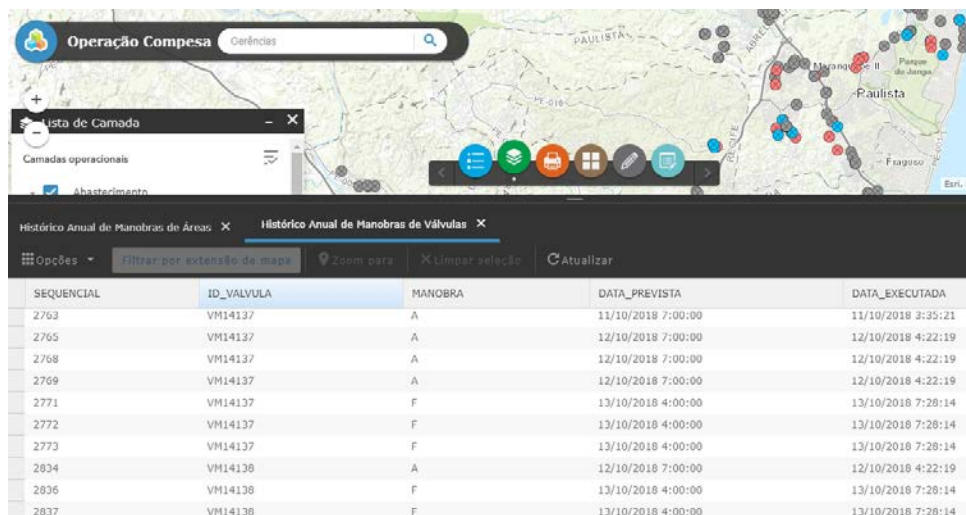 Operação Compesa
Gerências
PAULISTA
Paulista
Parque do Janga
Fragoso
PE-016
+
−
Lista de Camada
Camadas operacionais
Abastecimento
Esri,
Histórico Anual de Manobras de Áreas X
Histórico Anual de Manobras de Válvulas X
Opções Filtrar por extensão de mapa Zoom para Limpar seleção Atualizar
SEQUENCIAL ID_VALVULA MANOBRA DATA_PREVISTA DATA_EXECUTADA
2763 VM14137 A 11/10/2018 7:00:00 11/10/2018 3:35:21
2765 VM14137 A 12/10/2018 7:00:00 12/10/2018 4:22:19
2768 VM14137 A 12/10/2018 7:00:00 12/10/2018 4:22:19
2769 VM14137 A 12/10/2018 7:00:00 12/10/2018 4:22:19
2771 VM14137 F 13/10/2018 4:00:00 13/10/2018 7:28:14
2772 VM14137 F 13/10/2018 4:00:00 13/10/2018 7:28:14
2773 VM14137 F 13/10/2018 4:00:00 13/10/2018 7:28:14
2834 VM14138 A 12/10/2018 7:00:00 12/10/2018 4:22:19
2836 VM14138 F 13/10/2018 4:00:00 13/10/2018 7:28:14
2837 VM14138 F 13/10/2018 4:00:00 13/10/2018 7:28:14